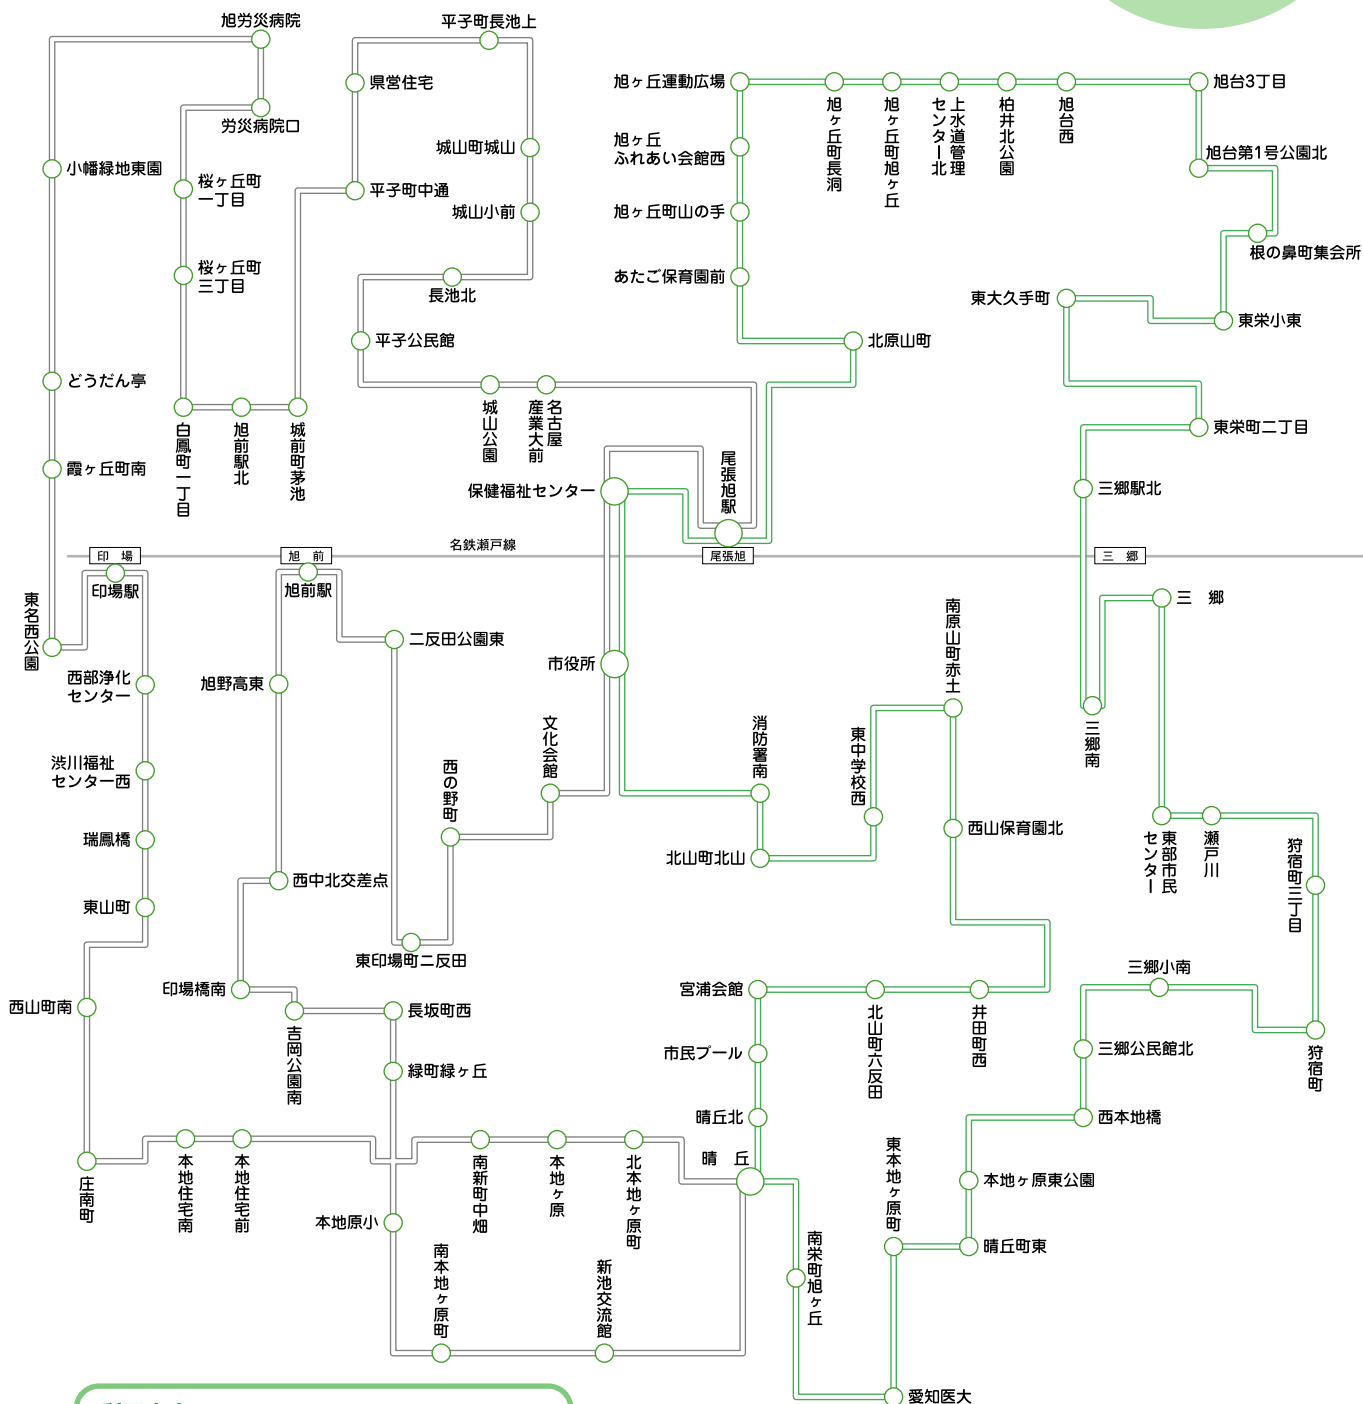 旭労災病院
平子町長池上
県営住宅
旭ヶ丘運動広場
旭台3丁目
労災病院口
旭ヶ丘町長洞
旭ヶ丘町旭ヶ丘
上水道管理
センター北
柏井北公園
旭台西
城山町城山
旭ヶ丘
ふれあい会館西
旭台第1号公園北
小幡緑地東園
桜ヶ丘町
一丁目
平子町中通
城山小前
旭ヶ丘町山の手
根の鼻町集会所
桜ヶ丘町
三丁目
長池北
あたご保育園前
東大久手町
東栄小東
平子公民館
北原山町
どうだん亭
白鳳町一丁目
旭前駅北
城前町茅池
城山公園
名古屋
産業大前
東栄町二丁目
霞ヶ丘町南
保健福祉センター
尾張旭駅
三郷駅北
名鉄瀬戸線
印　場
旭　前
尾張旭
三　郷
印場駅
旭前駅
東名西公園
三　郷
南原山町赤土
二反田公園東
市役所
西部浄化
センター
旭野高東
三郷南
文化会館
消防署南
東中学校西
西の野町
渋川福祉
センター西
瑞鳳橋
西山保育園北
東部市民
センター
瀬戸川
狩宿町三丁目
北山町北山
西中北交差点
東山町
東印場町二反田
三郷小南
印場橋南
宮浦会館
北山町六反田
井田町西
西山町南
吉岡公園南
長坂町西
狩宿町
市民プール
三郷公民館北
緑町緑ヶ丘
晴丘北
西本地橋
庄南町
本地住宅南
本地住宅前
南新町中畑
本地ヶ原
北本地ヶ原町
晴　丘
東本地ヶ原町
本地ヶ原東公園
本地原小
南本地ヶ原町
新池交流館
南栄町旭ヶ丘
晴丘町東
愛知医大